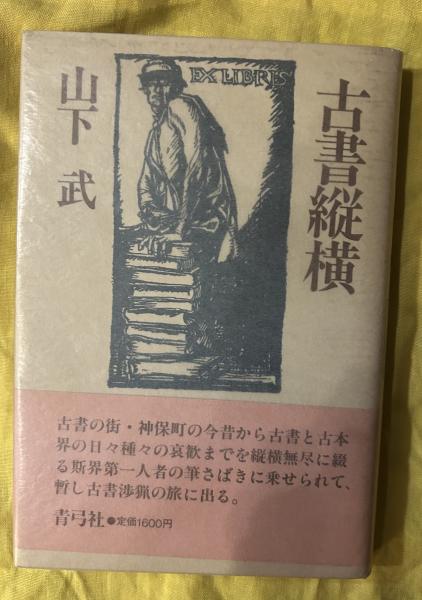 古書縦横
EX LIBRIS
山下 武
古書の街・神保町の今昔から古書と古本
界の日々種々の哀歓までを縦横無尽に綴
る斯界第一人者の筆さばきに乗せられて、
暫し古書渉猟の旅に出る。
青弓社●定価1600円